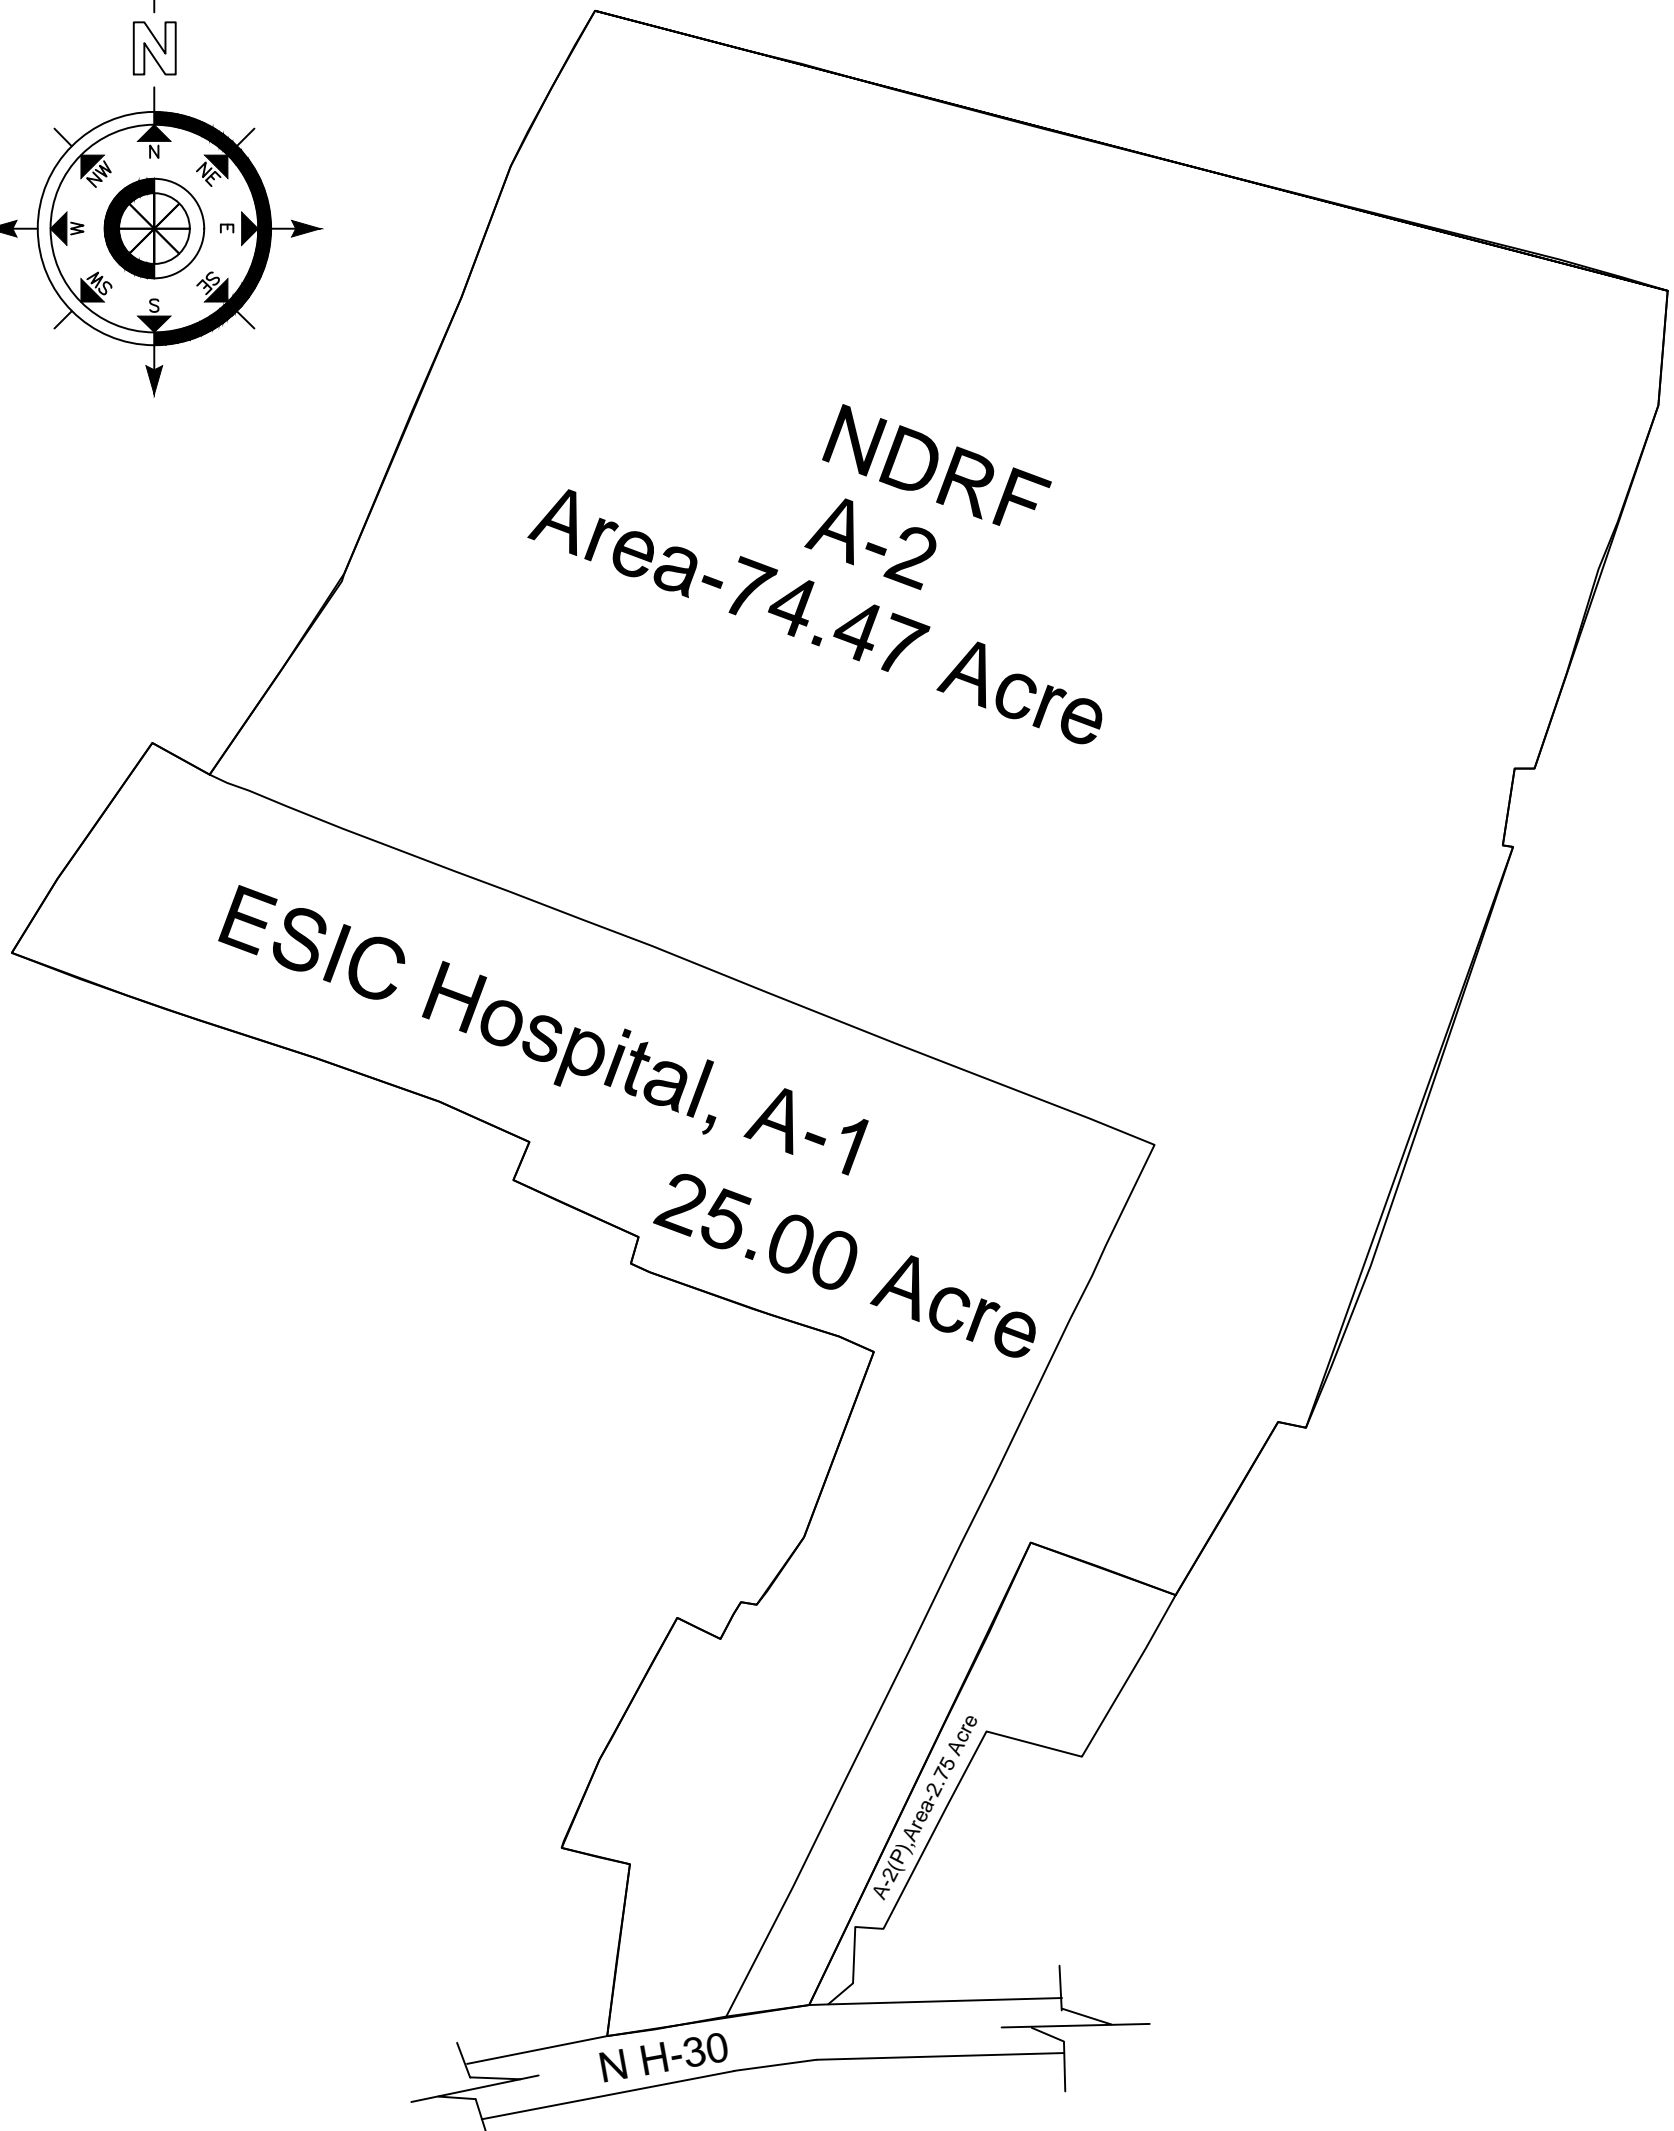 N
N
NE
E
SE
S
SW
W
NW
NDRF
A-2
Area-74.47 Acre
ESIC Hospital, A-1
25.00 Acre
A-2(P),Area-2.75 Acre
N H-30